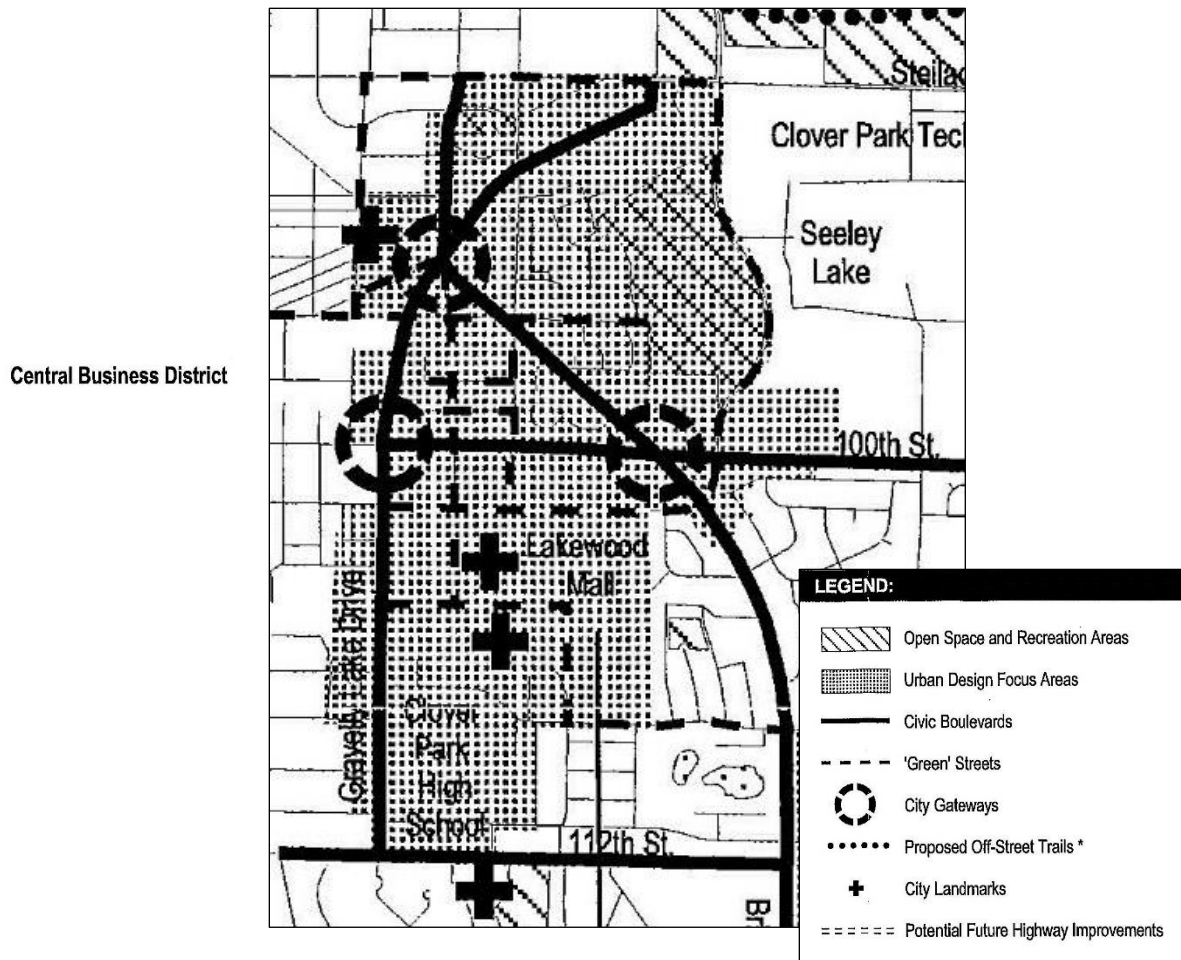 Steilac
Clover Park Tech
Seeley
Lake
Central Business District
100th St.
Lakewood
Mall
Gravelly Lake Drive
Clover
Park
High
School
112th St.
Br
LEGEND:
Open Space and Recreation Areas
Urban Design Focus Areas
Civic Boulevards
'Green' Streets
City Gateways
Proposed Off-Street Trails *
City Landmarks
Potential Future Highway Improvements